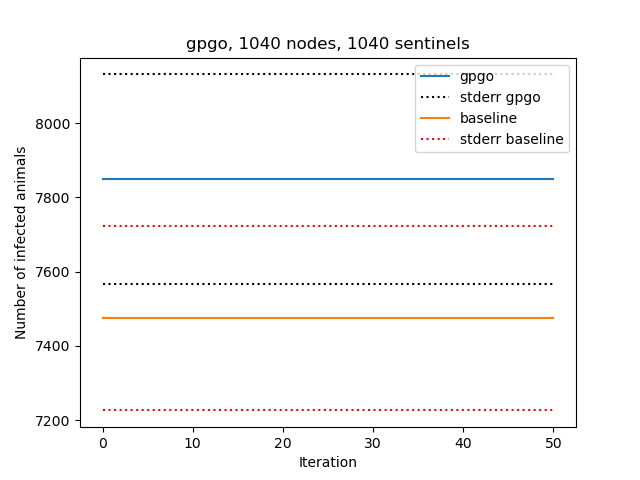 gpgo, 1040 nodes, 1040 sentinels
gpgo
stderr gpgo
baseline
stderr baseline
Number of infected animals
8000
7800
7600
7400
7200
0 10 20 30 40 50
Iteration